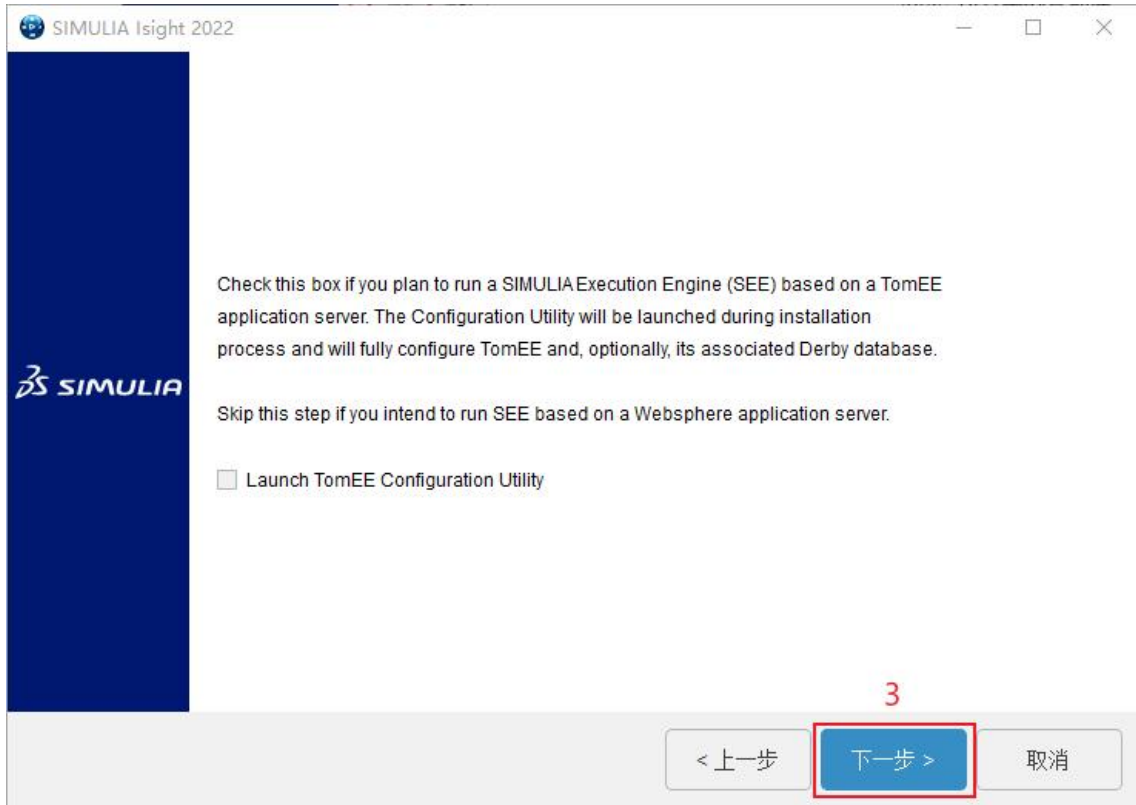 SIMULIA Isight 2022
Check this box if you plan to run a SIMULIA Execution Engine (SEE) based on a TomEE
application server. The Configuration Utility will be launched during installation
process and will fully configure TomEE and, optionally, its associated Derby database.
SIMULIA
Skip this step if you intend to run SEE based on a Websphere application server.
Launch TomEE Configuration Utility
3
< 上一步
下一步 >
取消